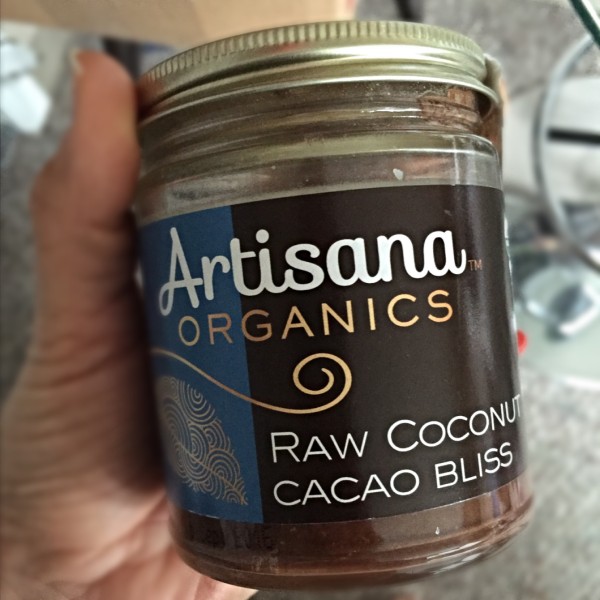 Artisana™
ORGANICS
RAW COCONUT
CACAO BLISS